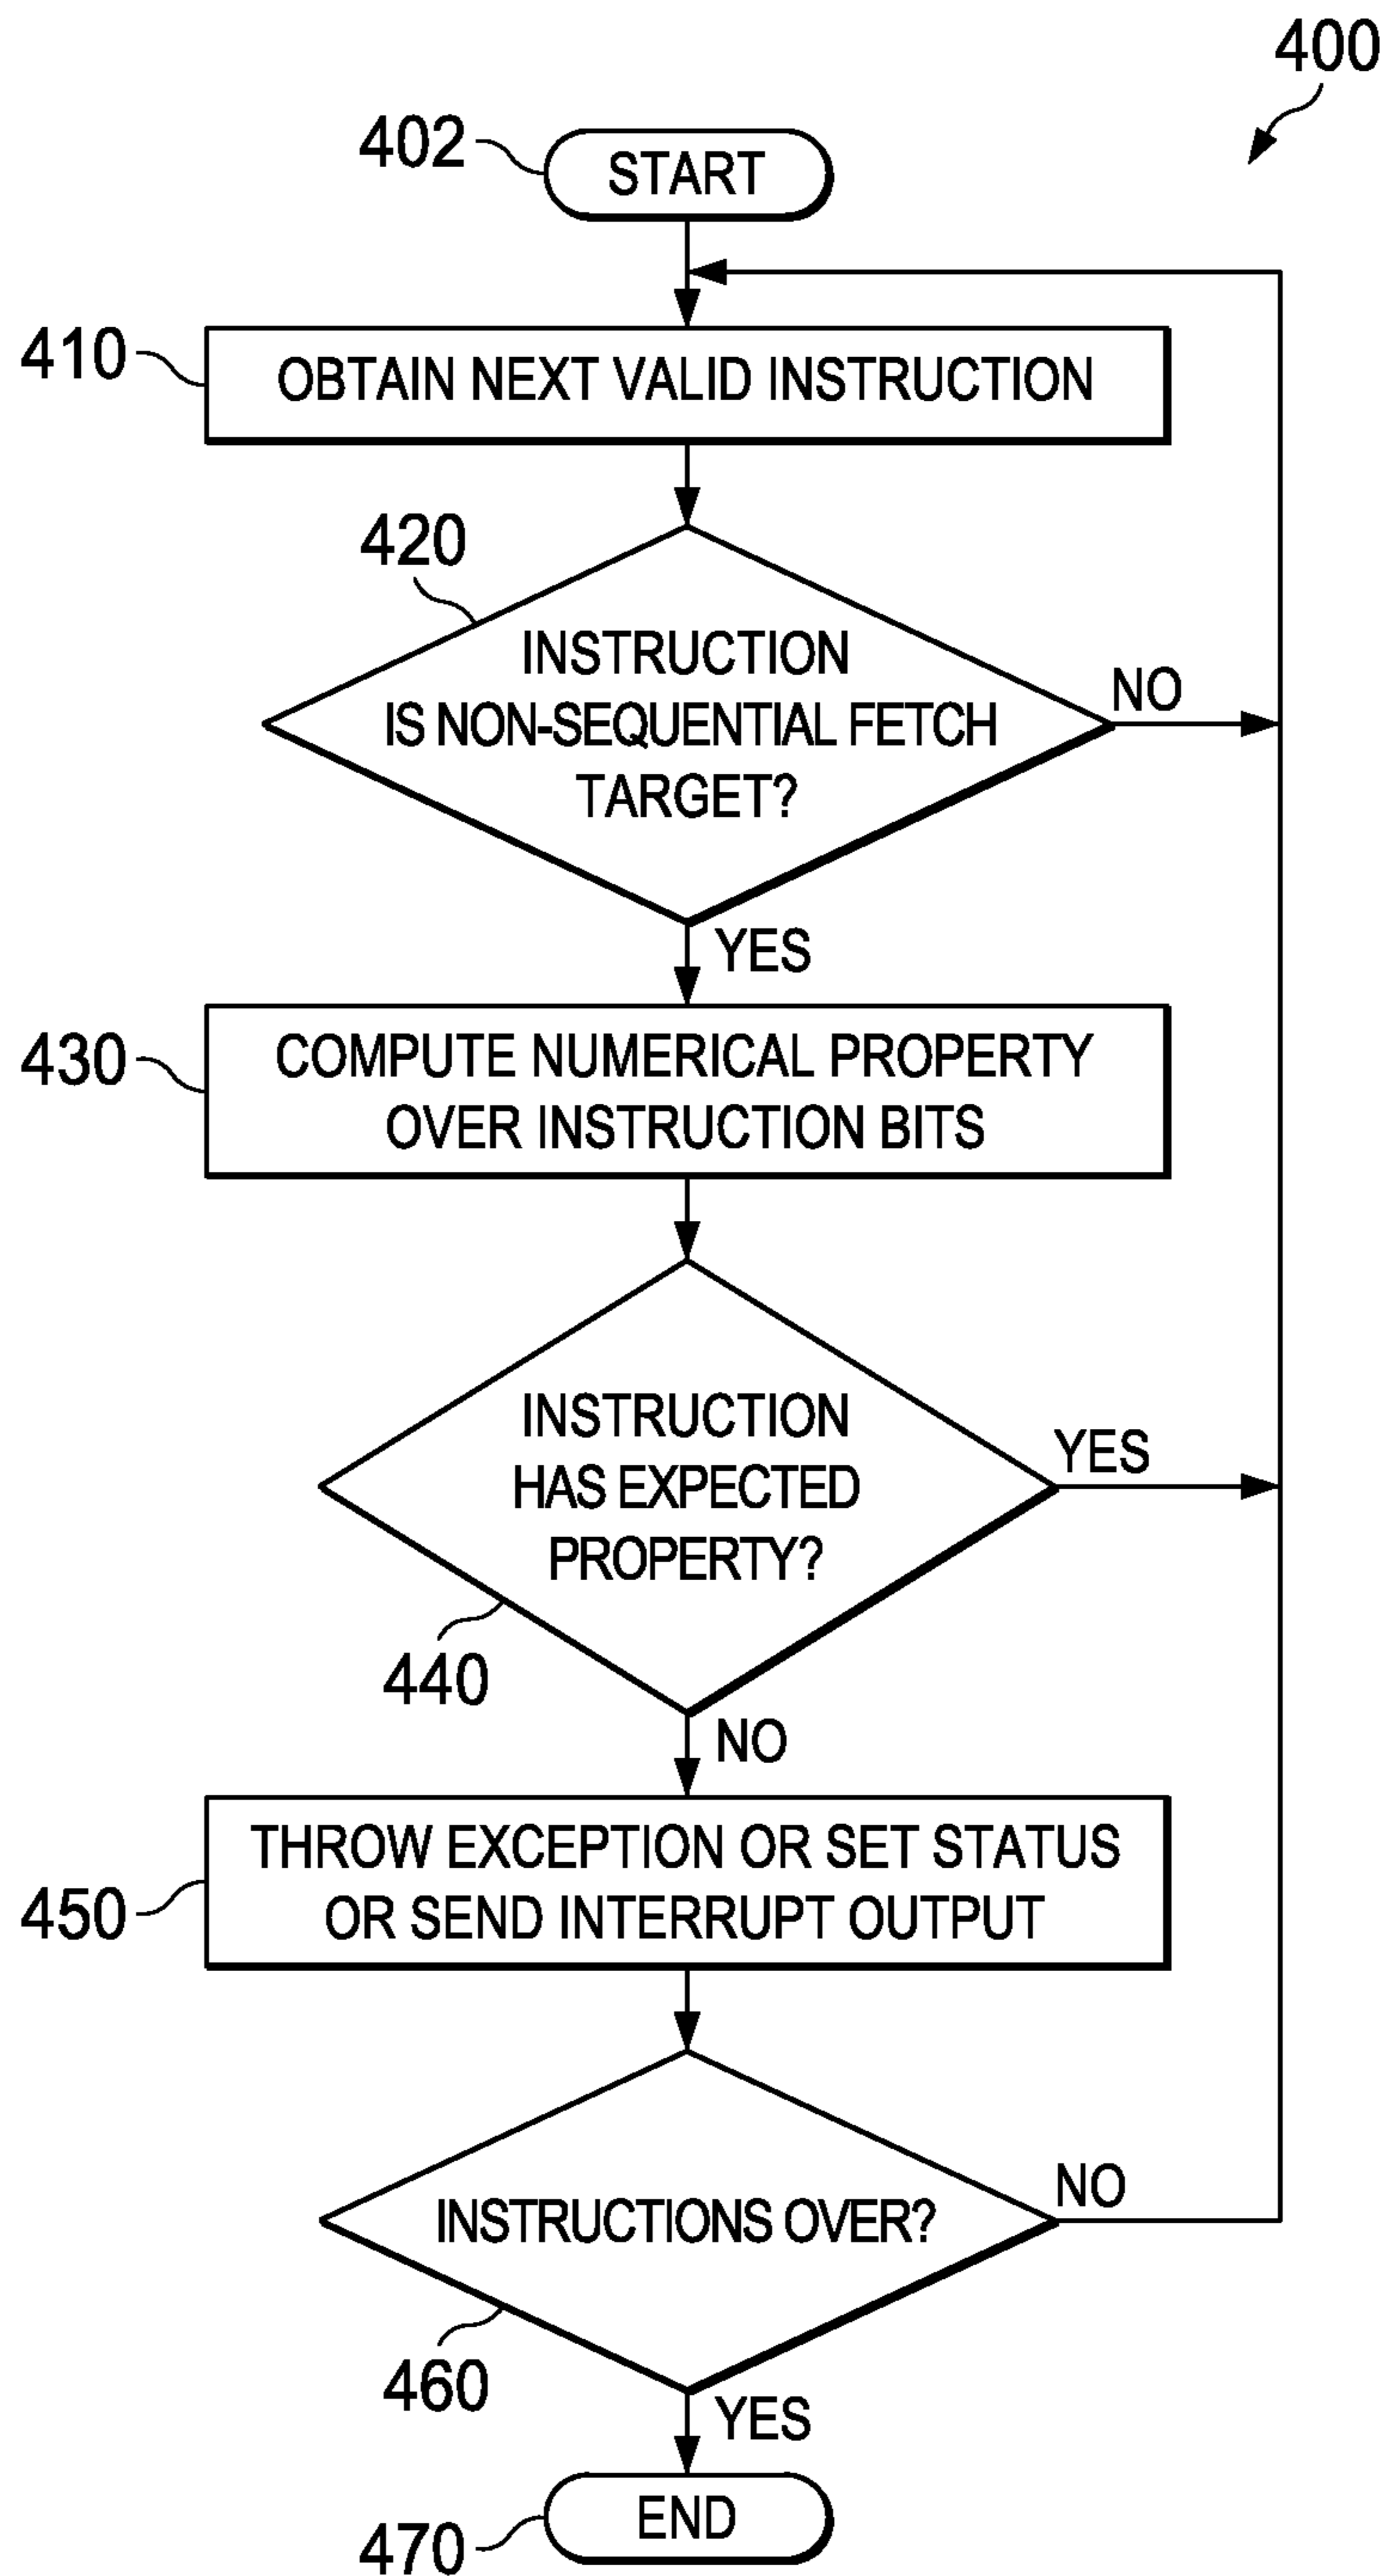 400
402
START
410
OBTAIN NEXT VALID INSTRUCTION
420
INSTRUCTION
IS NON-SEQUENTIAL FETCH
TARGET?
NO
YES
430
COMPUTE NUMERICAL PROPERTY
OVER INSTRUCTION BITS
INSTRUCTION
HAS EXPECTED
PROPERTY?
YES
440
NO
450
THROW EXCEPTION OR SET STATUS
OR SEND INTERRUPT OUTPUT
INSTRUCTIONS OVER?
NO
460
YES
END
470